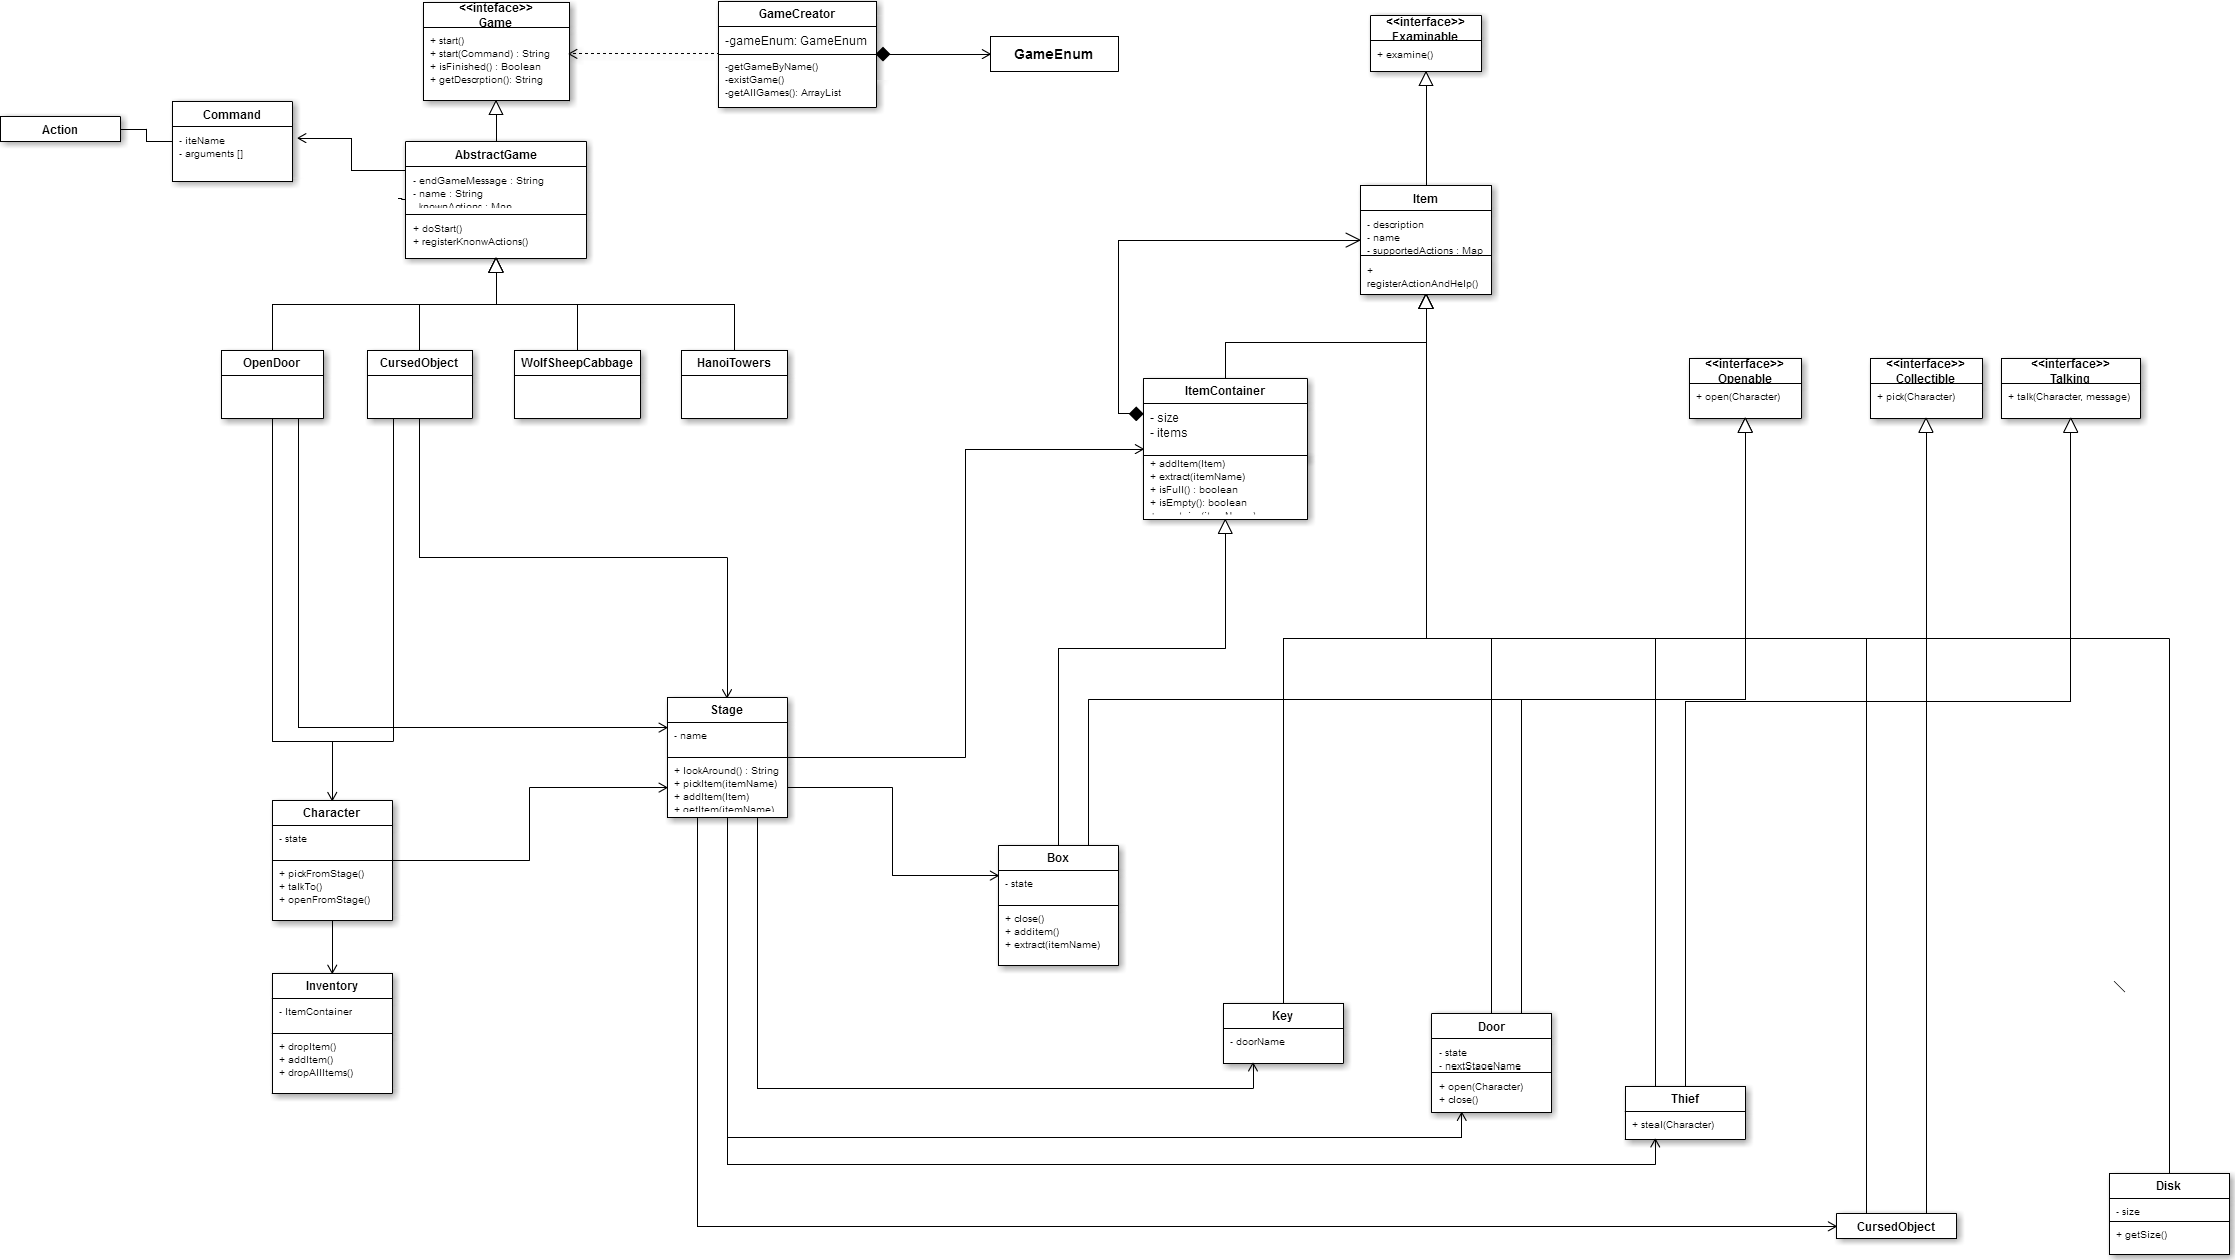 <<inteface>>
Game
+ start()
+ start(Command) : String
+ isFinished() : Boolean
+ getDescrption(): String
GameCreator
-gameEnum: GameEnum
-getGameByName()
-existGame()
-getAllGames(): ArrayList
GameEnum
<<interface>>
Examinable
+ examine()
Action
Command
- iteName
- arguments []
AbstractGame
- endGameMessage : String
- name : String
- knownActions : Map
+ doStart()
+ registerKnonwActions()
Item
- description
- name
- supportedActions : Map
+
registerActionAndHelp()
OpenDoor
CursedObject
WolfSheepCabbage
HanoiTowers
ItemContainer
- size
- items
+ addItem(Item)
+ extract(itemName)
+ isFull() : boolean
+ isEmpty(): boolean
<<interface>>
Openable
+ open(Character)
<<interface>>
Collectible
+ pick(Character)
<<interface>>
Talking
+ talk(Character, message)
Stage
- name
+ lookAround() : String
+ pickItem(itemName)
+ addItem(Item)
+ getItem(itemName)
Character
- state
+ pickFromStage()
+ talkTo()
+ openFromStage()
Box
- state
+ close()
+ additem()
+ extract(itemName)
Inventory
- ItemContainer
+ dropItem()
+ addItem()
+ dropAllItems()
Key
- doorName
Door
- state
- nextStageName
+ open(Character)
+ close()
Thief
+ steal(Character)
CursedObject
Disk
- size
+ getSize()